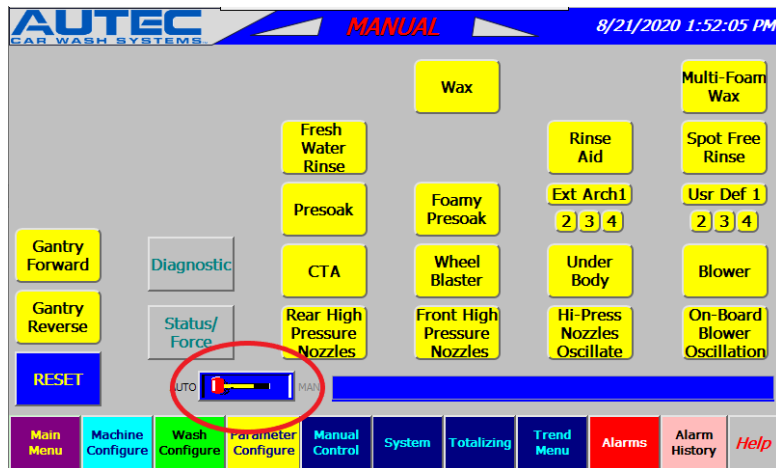 AUTEC
CAR WASH SYSTEMS
MANUAL
8/21/2020 1:52:05 PM
Wax
Multi-Foam
Wax
Fresh
Water
Rinse
Rinse
Aid
Spot Free
Rinse
Presoak
Foamy
Presoak
Ext Arch1
2 3 4
Usr Def 1
2 3 4
Gantry
Forward
Diagnostic
CTA
Wheel
Blaster
Under
Body
Blower
Gantry
Reverse
Status/
Force
Rear High
Pressure
Nozzles
Front High
Pressure
Nozzles
Hi-Press
Nozzles
Oscillate
On-Board
Blower
Oscillation
RESET
AUTO
MAN
Main
Menu
Machine
Configure
Wash
Configure
Parameter
Configure
Manual
Control
System
Totalizing
Trend
Menu
Alarms
Alarm
History
Help